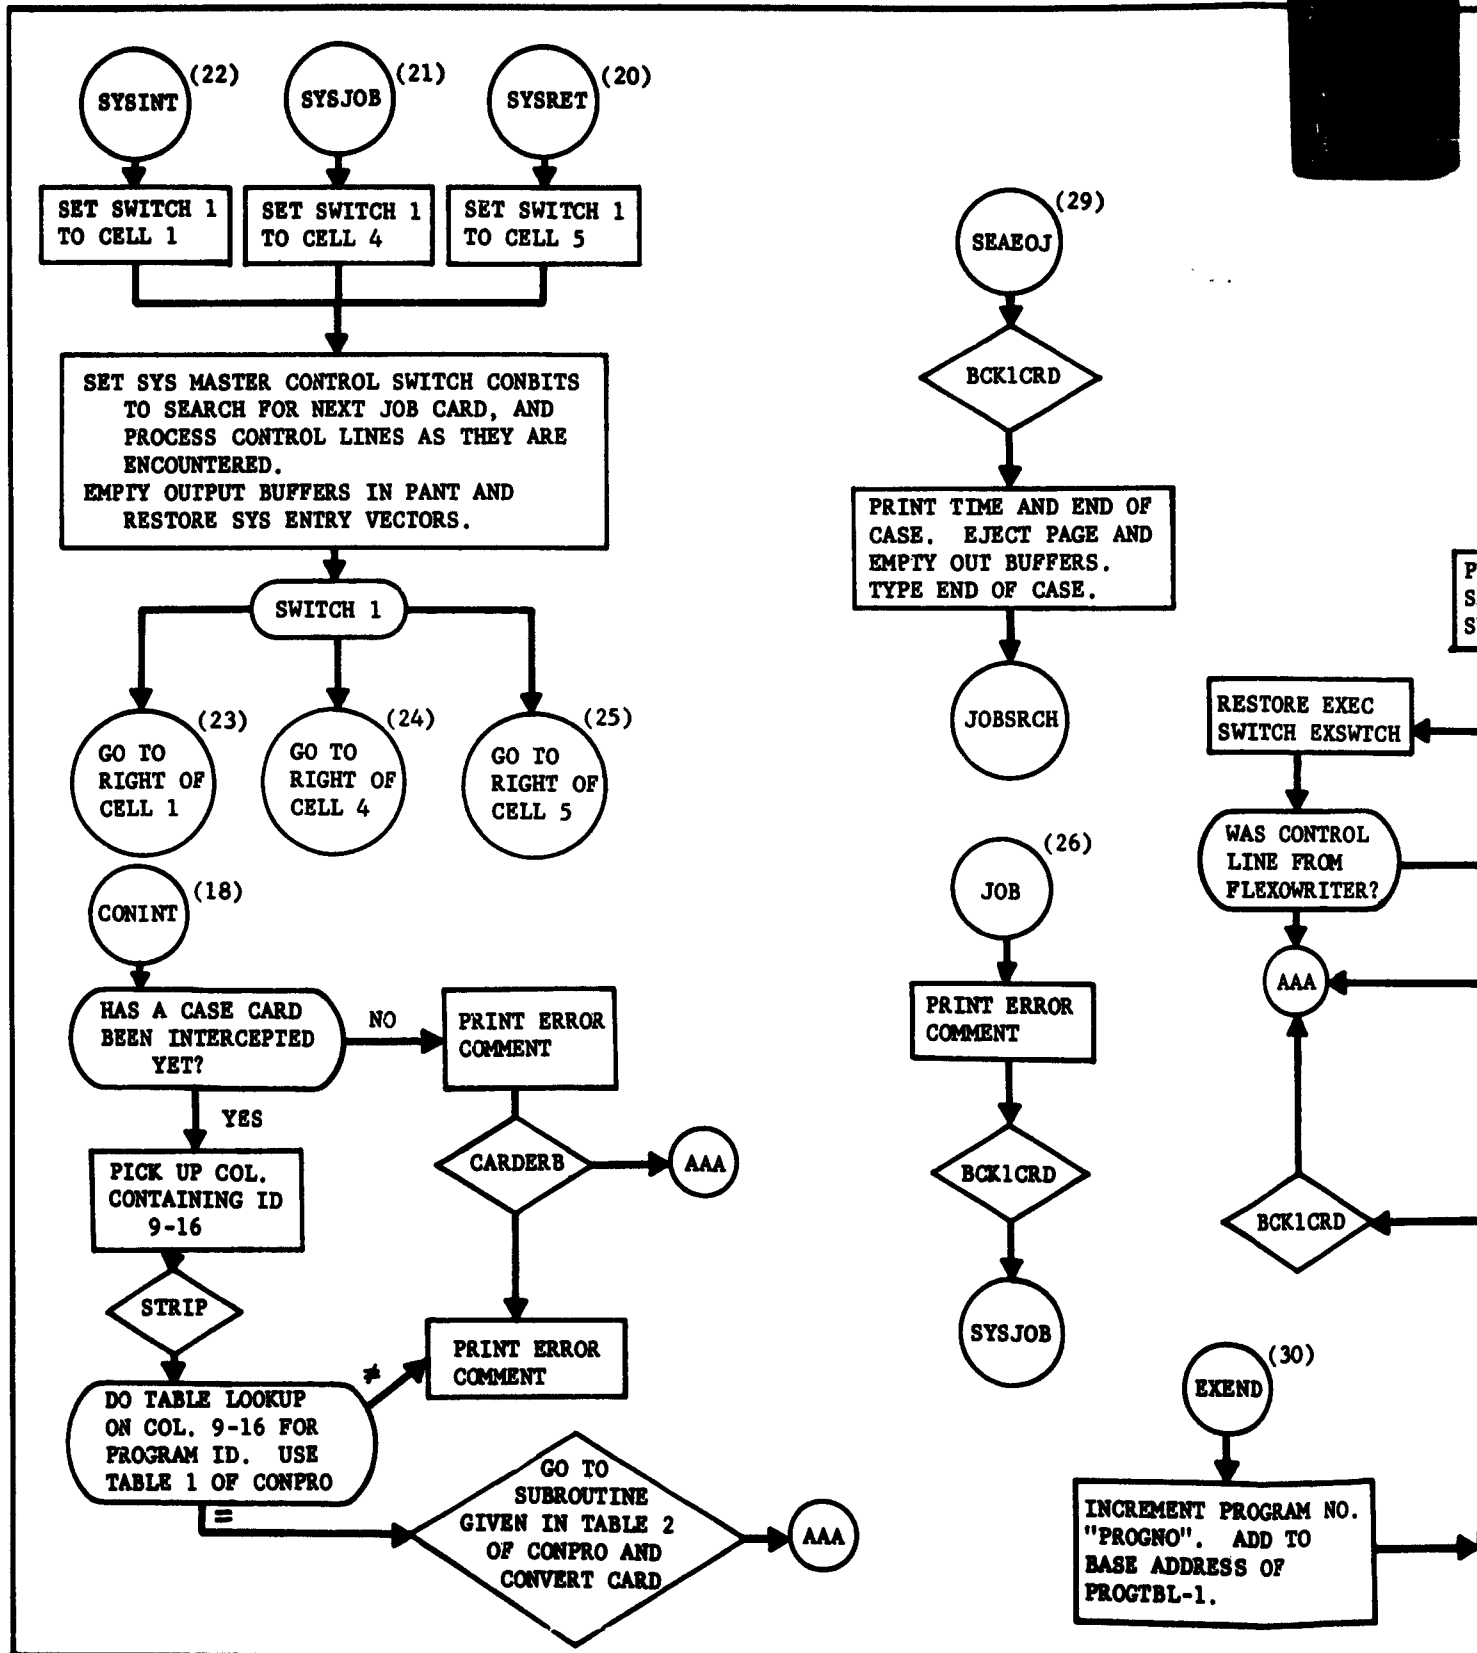 (22)
SYSINT
(21)
SYSJOB
(20)
SYSRET
SET SWITCH 1
TO CELL 1
SET SWITCH 1
TO CELL 4
SET SWITCH 1
TO CELL 5
SET SYS MASTER CONTROL SWITCH CONBITS
TO SEARCH FOR NEXT JOB CARD, AND
PROCESS CONTROL LINES AS THEY ARE
ENCOUNTERED.
EMPTY OUTPUT BUFFERS IN PANT AND
RESTORE SYS ENTRY VECTORS.
SWITCH 1
(23)
GO TO
RIGHT OF
CELL 1
(24)
GO TO
RIGHT OF
CELL 4
(25)
GO TO
RIGHT OF
CELL 5
(18)
CONINT
HAS A CASE CARD
BEEN INTERCEPTED
YET?
NO
PRINT ERROR
COMMENT
YES
CARDERB
AAA
PICK UP COL.
CONTAINING ID
9-16
STRIP
PRINT ERROR
COMMENT
≠
DO TABLE LOOKUP
ON COL. 9-16 FOR
PROGRAM ID. USE
TABLE 1 OF CONPRO
=
GO TO
SUBROUTINE
GIVEN IN TABLE 2
OF CONPRO AND
CONVERT CARD
AAA
(29)
SEAEOJ
BCK1CRD
PRINT TIME AND END OF
CASE. EJECT PAGE AND
EMPTY OUT BUFFERS.
TYPE END OF CASE.
JOBSRCH
(26)
JOB
PRINT ERROR
COMMENT
BCK1CRD
SYSJOB
P
S
RESTORE EXEC
SWITCH EXSWTCH
WAS CONTROL
LINE FROM
FLEXOWRITER?
AAA
BCK1CRD
(30)
EXEND
INCREMENT PROGRAM NO.
"PROGNO". ADD TO
BASE ADDRESS OF
PROGTBL-1.